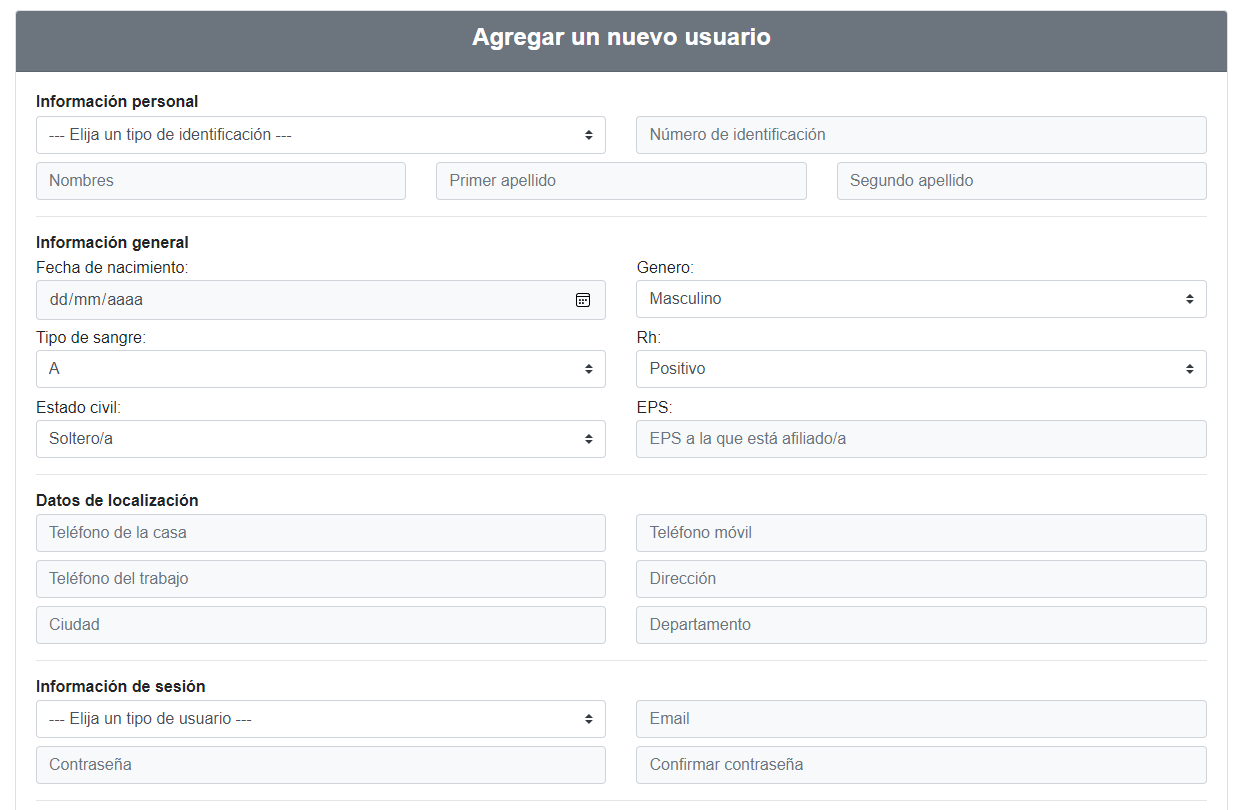 Agregar un nuevo usuario
Información personal
--- Elija un tipo de identificación ---
Número de identificación
Nombres
Primer apellido
Segundo apellido
Información general
Fecha de nacimiento:
Genero:
dd/mm/aaaa
Masculino
Tipo de sangre:
Rh:
A
Positivo
Estado civil:
EPS:
Soltero/a
EPS a la que está afiliado/a
Datos de localización
Teléfono de la casa
Teléfono móvil
Teléfono del trabajo
Dirección
Ciudad
Departamento
Información de sesión
--- Elija un tipo de usuario ---
Email
Contraseña
Confirmar contraseña